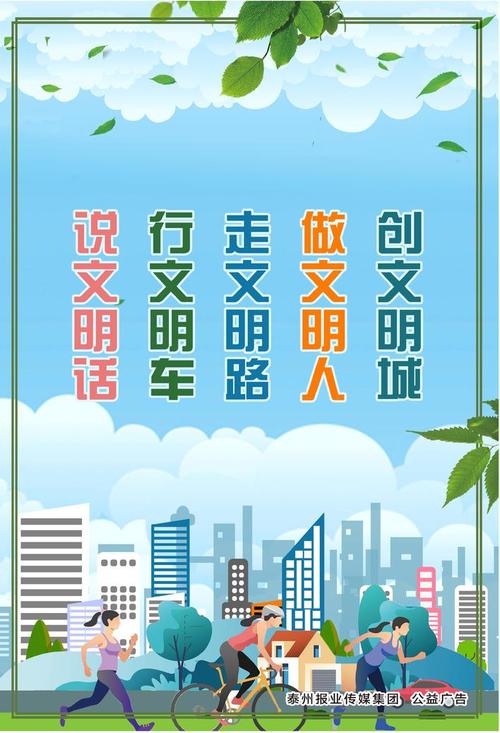 创文明城
做文明人
走文明路
行文明车
说文明话
泰州报业传媒集团 公益广告